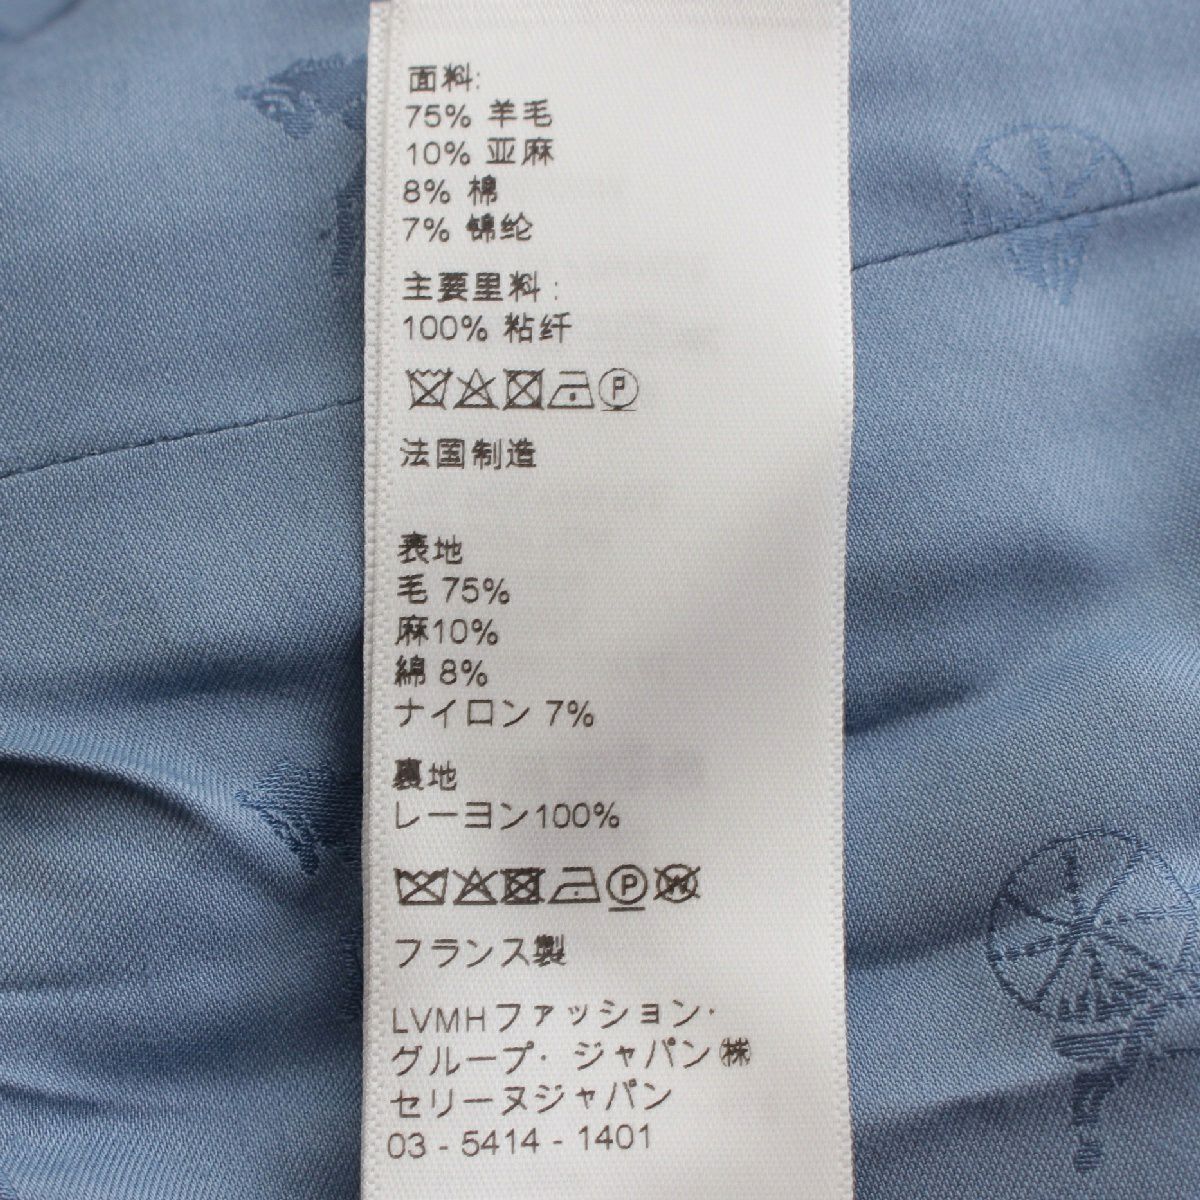 面料:
75% 羊毛
10% 亚麻
8% 棉
7% 锦纶
主要里料:
100% 粘纤
P
法国制造
表地
毛 75%
麻10%
綿 8%
ナイロン 7%
裏地
レーヨン100%
P W
フランス製
LVMHファッション・
グループ・ジャパン㈱
セリーヌジャパン
03 - 5414 - 1401